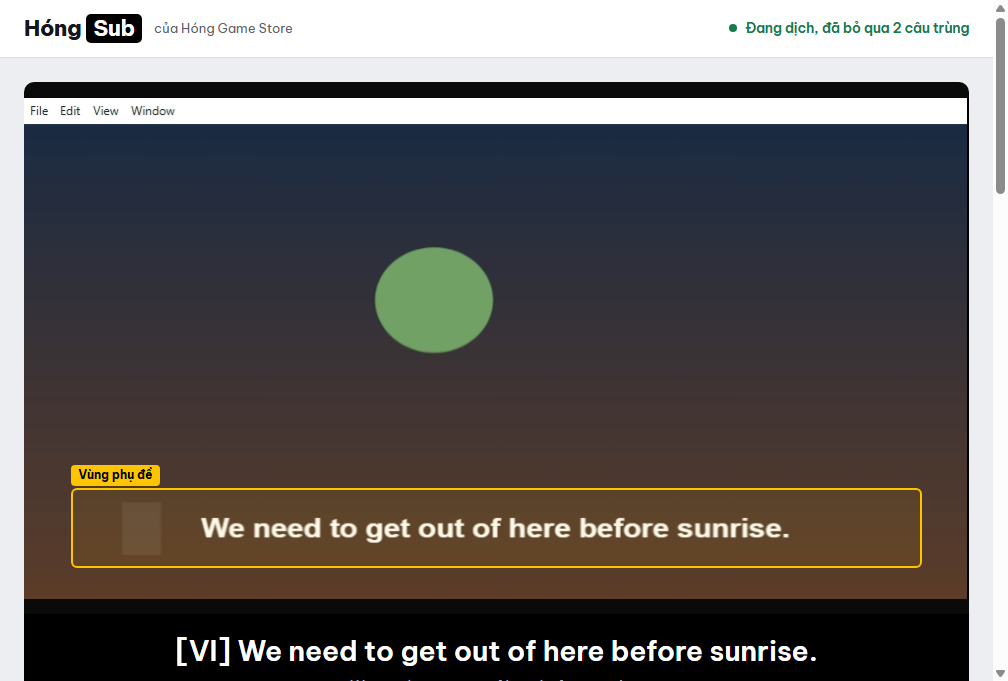 Hóng Sub của Hóng Game Store
Đang dịch, đã bỏ qua 2 câu trùng
File Edit View Window
Vùng phụ đề
We need to get out of here before sunrise.
[VI] We need to get out of here before sunrise.